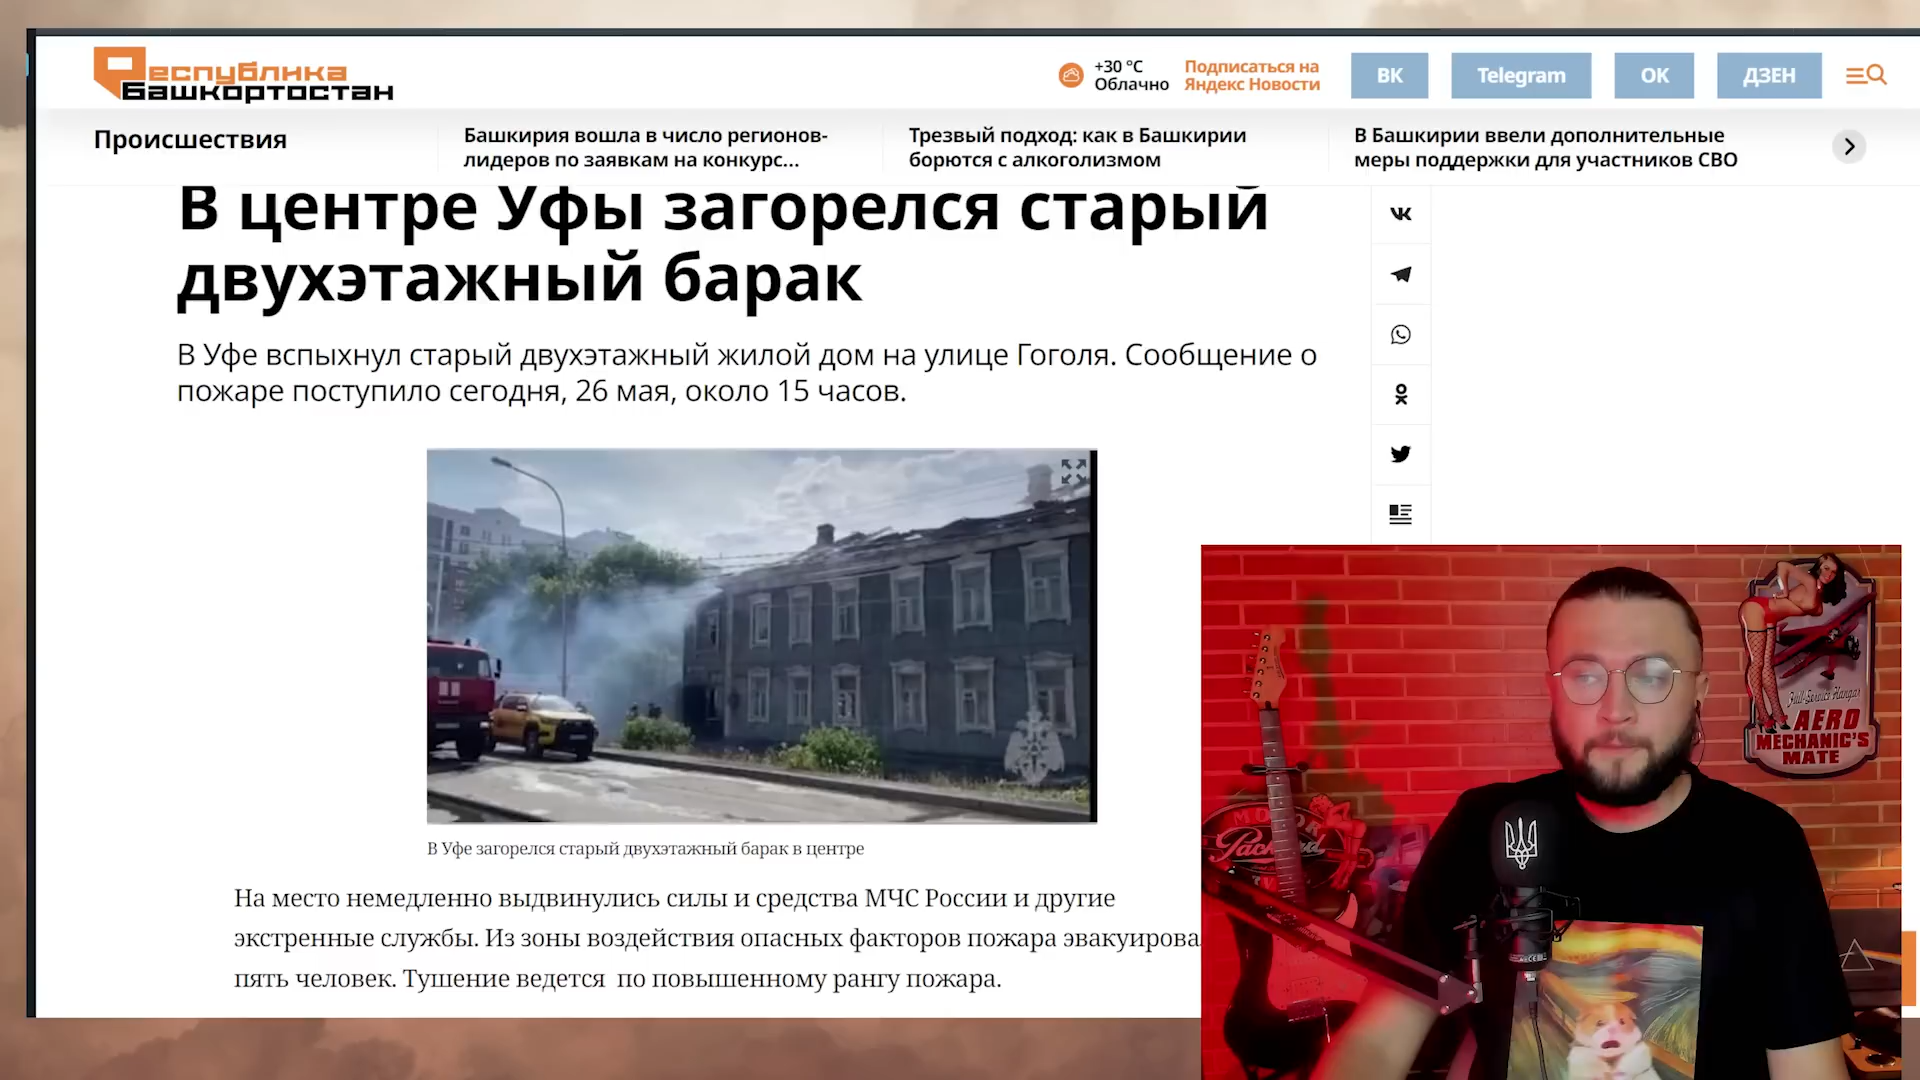 Республика
Башкортостан
+30 °С
Облачно
Подписаться на
Яндекс Новости
ВК
Telegram
ОК
ДЗЕН
Происшествия
Башкирия вошла в число регионов-
лидеров по заявкам на конкурс...
Трезвый подход: как в Башкирии
борются с алкоголизмом
В Башкирии ввели дополнительные
меры поддержки для участников СВО
В центре Уфы загорелся старый
двухэтажный барак
В Уфе вспыхнул старый двухэтажный жилой дом на улице Гоголя. Сообщение о
пожаре поступило сегодня, 26 мая, около 15 часов.
В Уфе загорелся старый двухэтажный барак в центре
На место немедленно выдвинулись силы и средства МЧС России и другие
экстренные службы. Из зоны воздействия опасных факторов пожара эвакуирова
пять человек. Тушение ведется по повышенному рангу пожара.
Full-Service Hangar
AERO
MECHANIC'S
MATE
MOTOR
Packard